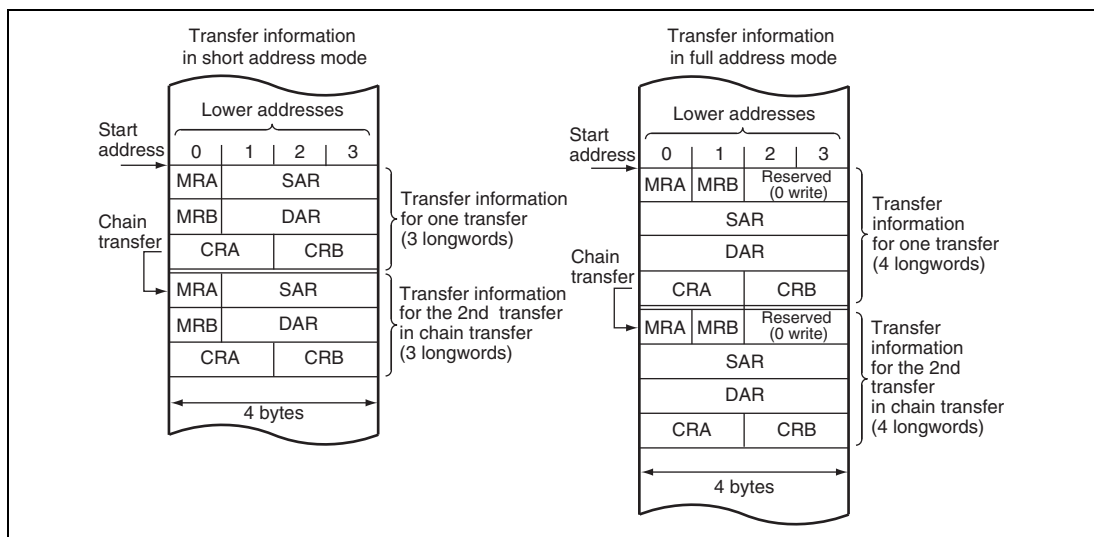 Transfer information
in short address mode
Lower addresses
Start
address
0 1 2 3
MRA SAR
MRB DAR
CRA CRB
Chain
transfer
MRA SAR
MRB DAR
CRA CRB
Transfer information
for one transfer
(3 longwords)
Transfer information
for the 2nd transfer
in chain transfer
(3 longwords)
4 bytes
Transfer information
in full address mode
Lower addresses
Start
address
0 1 2 3
MRA MRB Reserved
(0 write)
SAR
DAR
CRA CRB
Chain
transfer
MRA MRB Reserved
(0 write)
SAR
DAR
CRA CRB
Transfer
information
for one transfer
(4 longwords)
Transfer
information
for the 2nd
transfer
in chain transfer
(4 longwords)
4 bytes